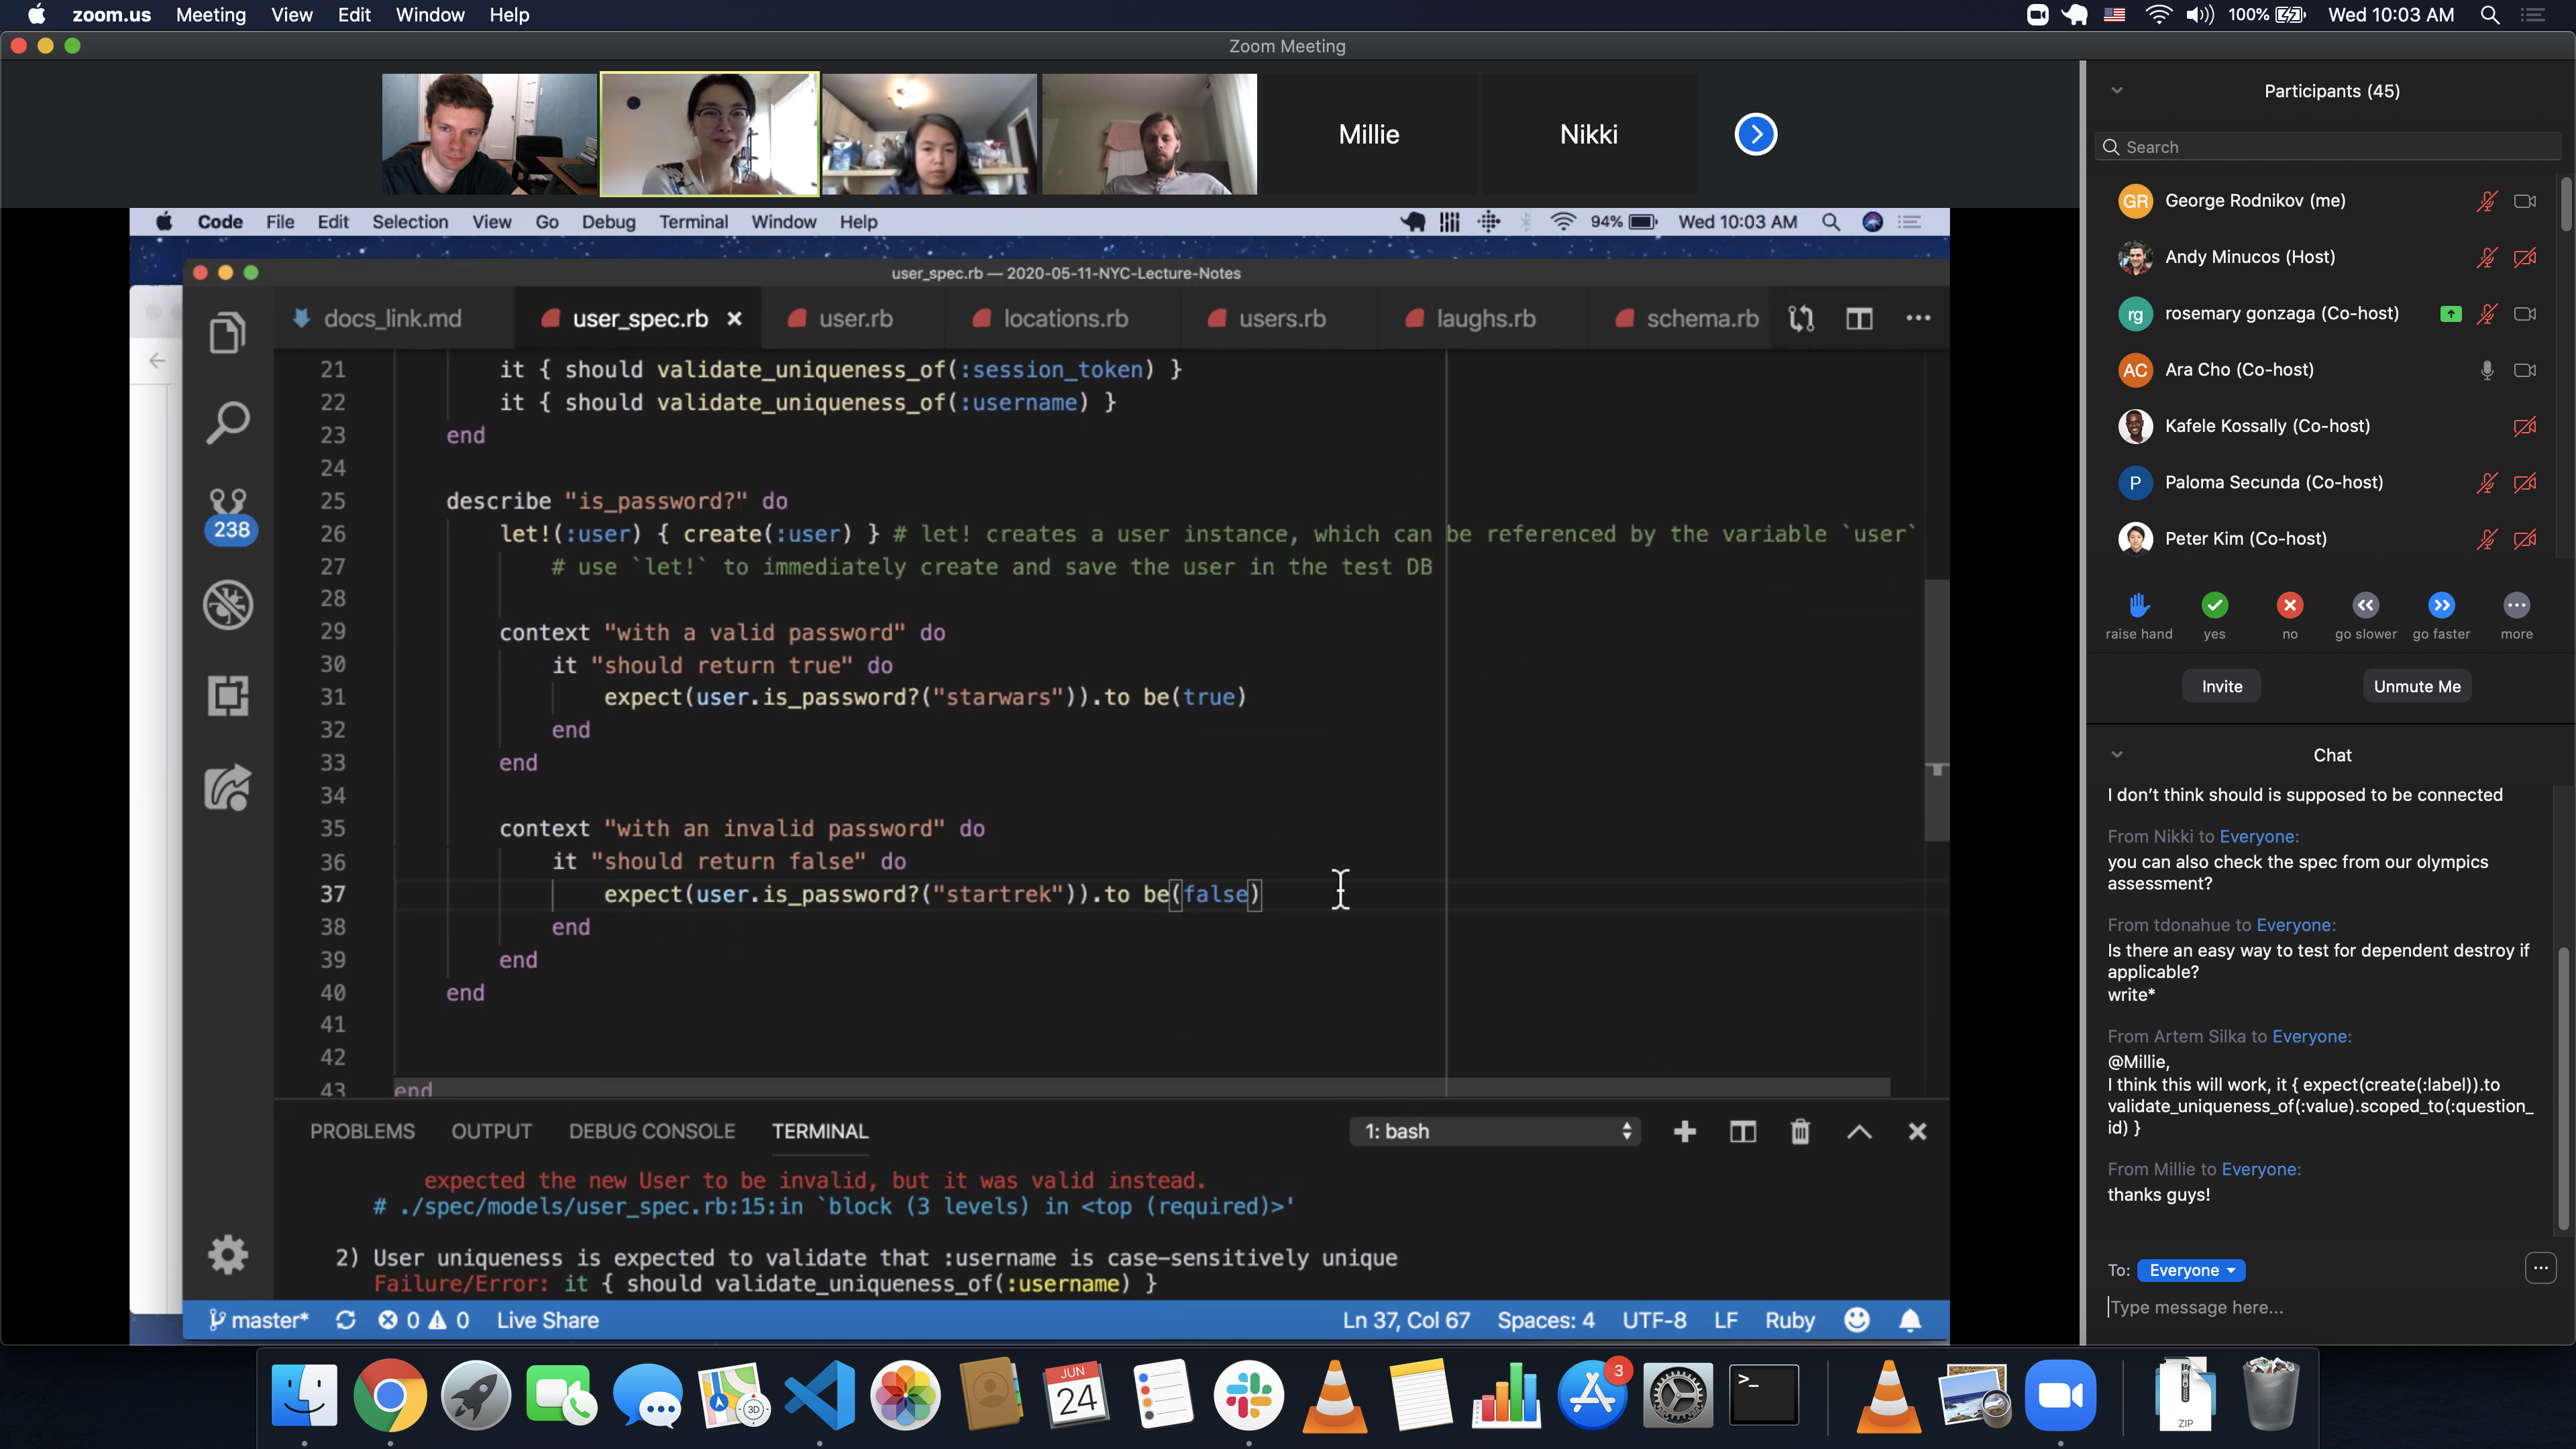 zoom.us Meeting View Edit Window Help 100% Wed 10:03 AM
Zoom Meeting
Millie
Nikki
Code File Edit Selection View Go Debug Terminal Window Help 94% Wed 10:03 AM
user_spec.rb — 2020-05-11-NYC-Lecture-Notes
docs_link.md user_spec.rb user.rb locations.rb users.rb laughs.rb schema.rb
238
21 it { should validate_uniqueness_of(:session_token) }
22 it { should validate_uniqueness_of(:username) }
23 end
24
25 describe "is_password?" do
26 let!(:user) { create(:user) } # let! creates a user instance, which can be referenced by the variable `user`
27 # use `let!` to immediately create and save the user in the test DB
28
29 context "with a valid password" do
30 it "should return true" do
31 expect(user.is_password?("starwars")).to be(true)
32 end
33 end
34
35 context "with an invalid password" do
36 it "should return false" do
37 expect(user.is_password?("startrek")).to be(false)
38 end
39 end
40 end
41
42
43 end
PROBLEMS OUTPUT DEBUG CONSOLE TERMINAL 1: bash
expected the new User to be invalid, but it was valid instead.
# ./spec/models/user_spec.rb:15:in `block (3 levels) in <top (required)>'
2) User uniqueness is expected to validate that :username is case-sensitively unique
Failure/Error: it { should validate_uniqueness_of(:username) }
master* 0 0 Live Share Ln 37, Col 67 Spaces: 4 UTF-8 LF Ruby
Participants (45)
Search
GR George Rodnikov (me)
Andy Minucos (Host)
rg rosemary gonzaga (Co-host)
AC Ara Cho (Co-host)
Kafele Kossally (Co-host)
P Paloma Secunda (Co-host)
Peter Kim (Co-host)
raise hand yes no go slower go faster more
Invite Unmute Me
Chat
I don't think should is supposed to be connected
From Nikki to Everyone:
you can also check the spec from our olympics
assessment?
From tdonahue to Everyone:
Is there an easy way to test for dependent destroy if
applicable?
write*
From Artem Silka to Everyone:
@Millie,
I think this will work, it { expect(create(:label)).to
validate_uniqueness_of(:value).scoped_to(:question_
id) }
From Millie to Everyone:
thanks guys!
To: Everyone
Type message here...
3D
JUN
24
3
>_
ZIP